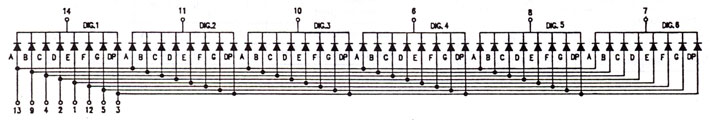 14 11 10 6 8 7
DIG.1 DIG.2 DIG.3 DIG.4 DIG.5 DIG.6
A B C D E F G DP A B C D E F G DP A B C D E F G DP A B C D E F G DP A B C D E F G DP A B C D E F G DP
13 9 4 2 1 12 5 3